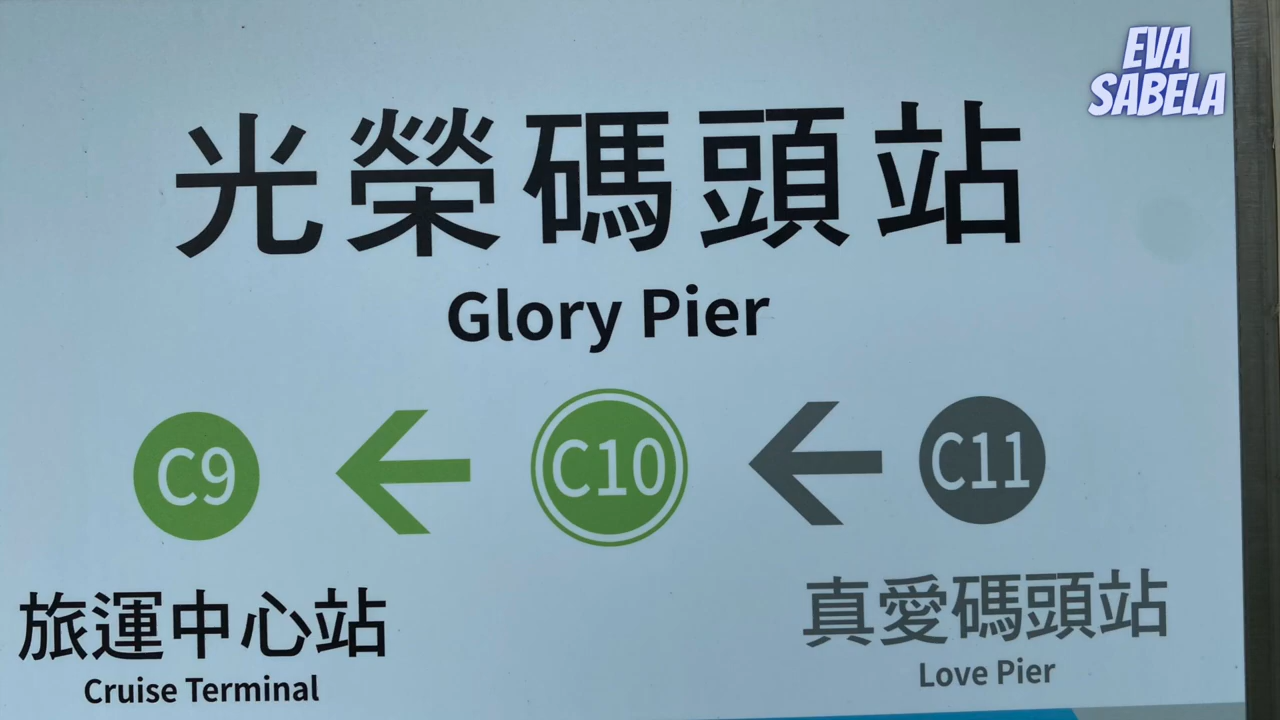 EVA
SABELA
光榮碼頭站
Glory Pier
C9 ← C10 ← C11
旅運中心站
Cruise Terminal
真愛碼頭站
Love Pier